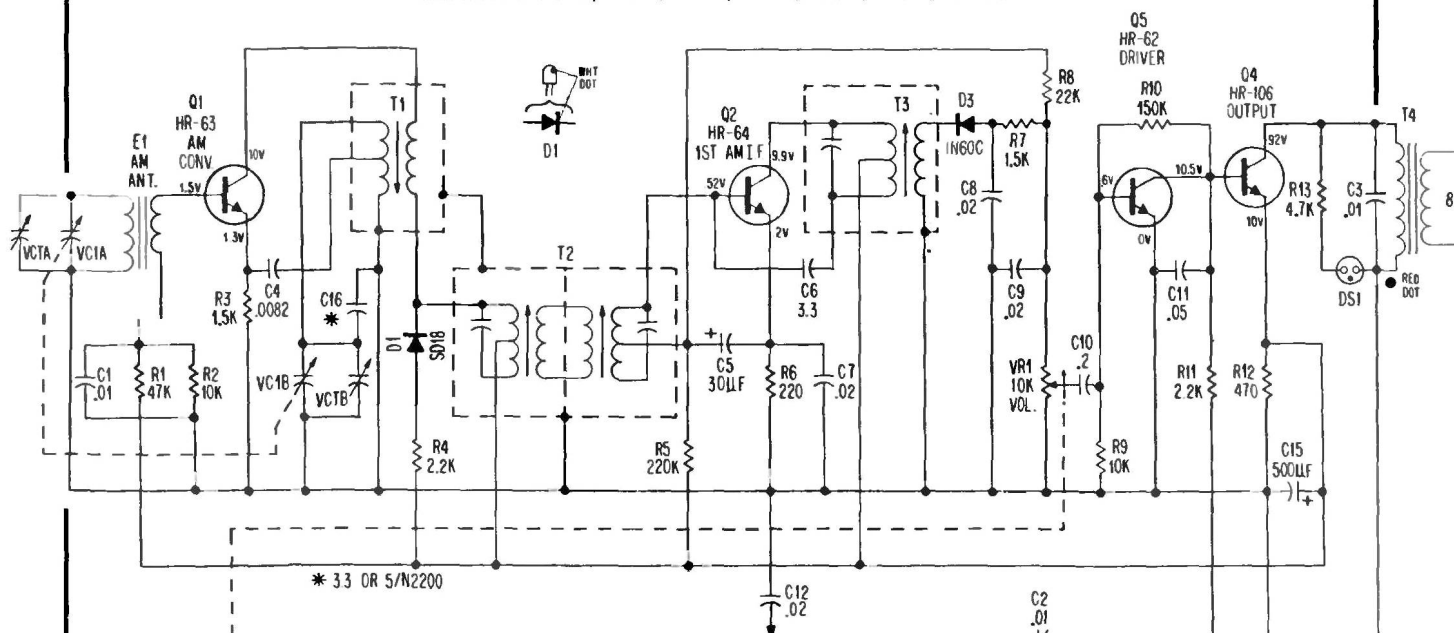 Q5
HR-62
DRIVER
Q4
HR-106
OUTPUT
R10
150K
R8
22K
WHT
DOT
D1
T1
Q1
HR-63
AM
CONV
10V
1.5V
1.3V
E1
AM
ANT.
Q2
HR-64
1ST AM I F
9.9V
.52V
.2V
T3
D3
IN60C
R7
1.5K
C8
.02
.6V
10.5V
0V
92V
10V
T4
R13
4.7K
C3
.01
8
VCTA
VC1A
R3
1.5K
C4
.0082
C16
*
T2
C6
3.3
C9
.02
C11
.05
DS1
RED
DOT
C1
.01
R1
47K
R2
10K
VC1B
VCTB
D1
SD18
C5
30µF
+
R6
220
C7
.02
VR1
10K
VOL.
C10
.2
R11
2.2K
R12
470
R4
2.2K
R5
220K
R9
10K
C15
500µF
+
* 3.3 OR 5/N2200
C12
.02
C2
.01